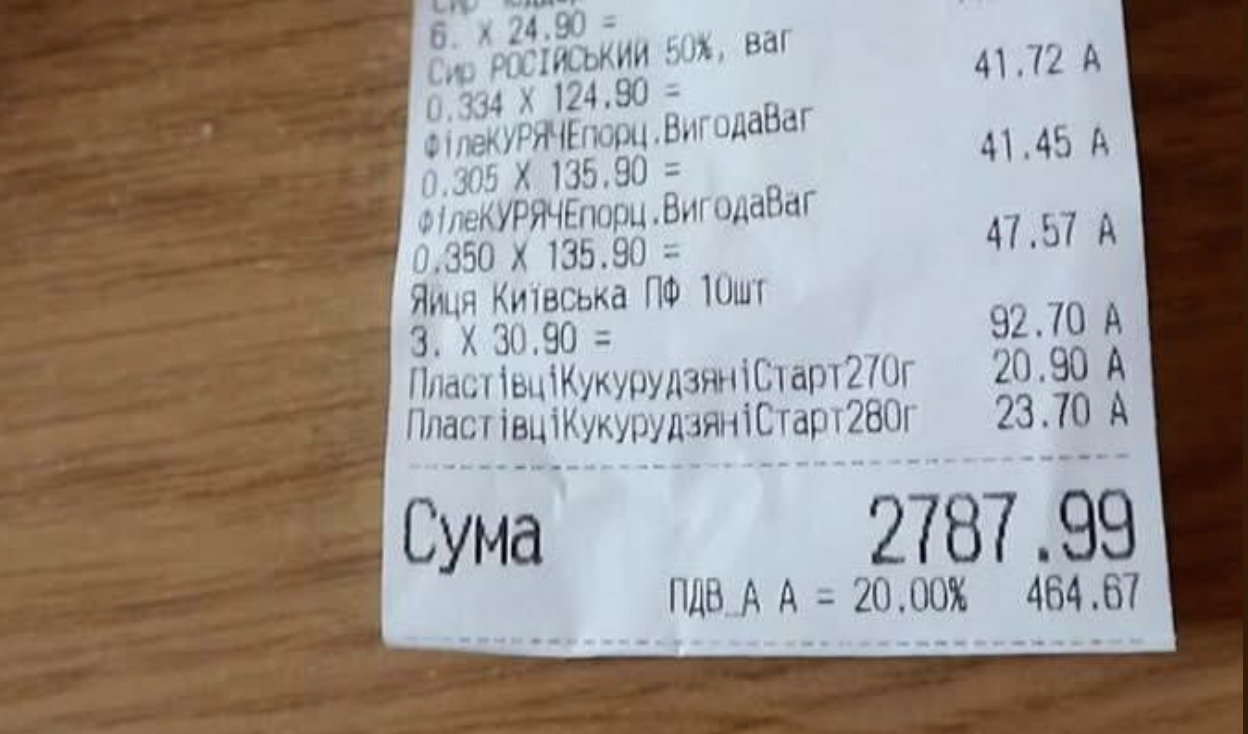 Сир
6. X 24.90 =
Сир РОСІЙСЬКИЙ 50%, ваг
0.334 X 124.90 = 41.72 А
ФілеКУРЯЧЕпорц.ВигодаВаг
0.305 X 135.90 = 41.45 А
ФілеКУРЯЧЕпорц.ВигодаВаг
0.350 X 135.90 = 47.57 А
Яйця Київська ПФ 10шт
3. X 30.90 = 92.70 А
ПластівціКукурудзяніСтарт270г 20.90 А
ПластівціКукурудзяніСтарт280г 23.70 А
Сума 2787.99
ПДВ_А А = 20.00% 464.67